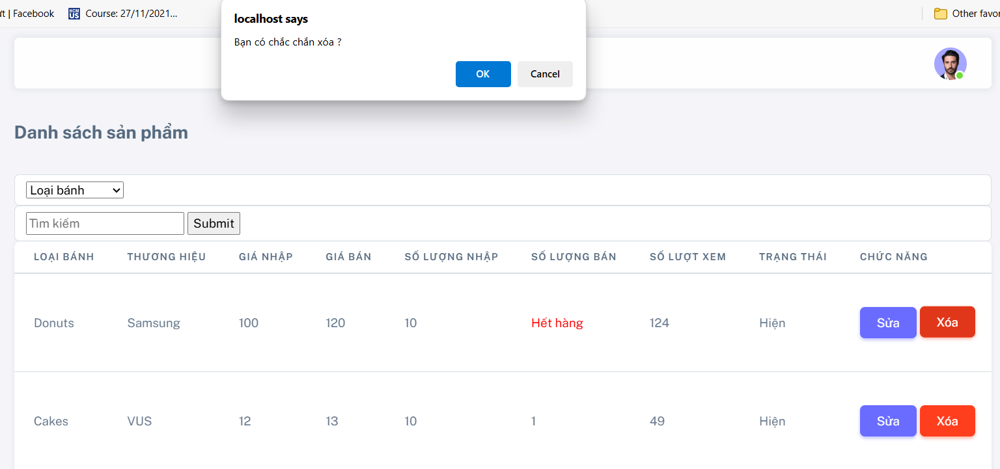 ứt | Facebook HCM US Course: 27/11/2021... Other favor
localhost says
Bạn có chắc chắn xóa ?
OK Cancel
Danh sách sản phẩm
Loại bánh
Tìm kiếm Submit
LOẠI BÁNH THƯƠNG HIỆU GIÁ NHẬP GIÁ BÁN SỐ LƯỢNG NHẬP SỐ LƯỢNG BÁN SỐ LƯỢT XEM TRẠNG THÁI CHỨC NĂNG
Donuts Samsung 100 120 10 Hết hàng 124 Hiện Sửa Xóa
Cakes VUS 12 13 10 1 49 Hiện Sửa Xóa